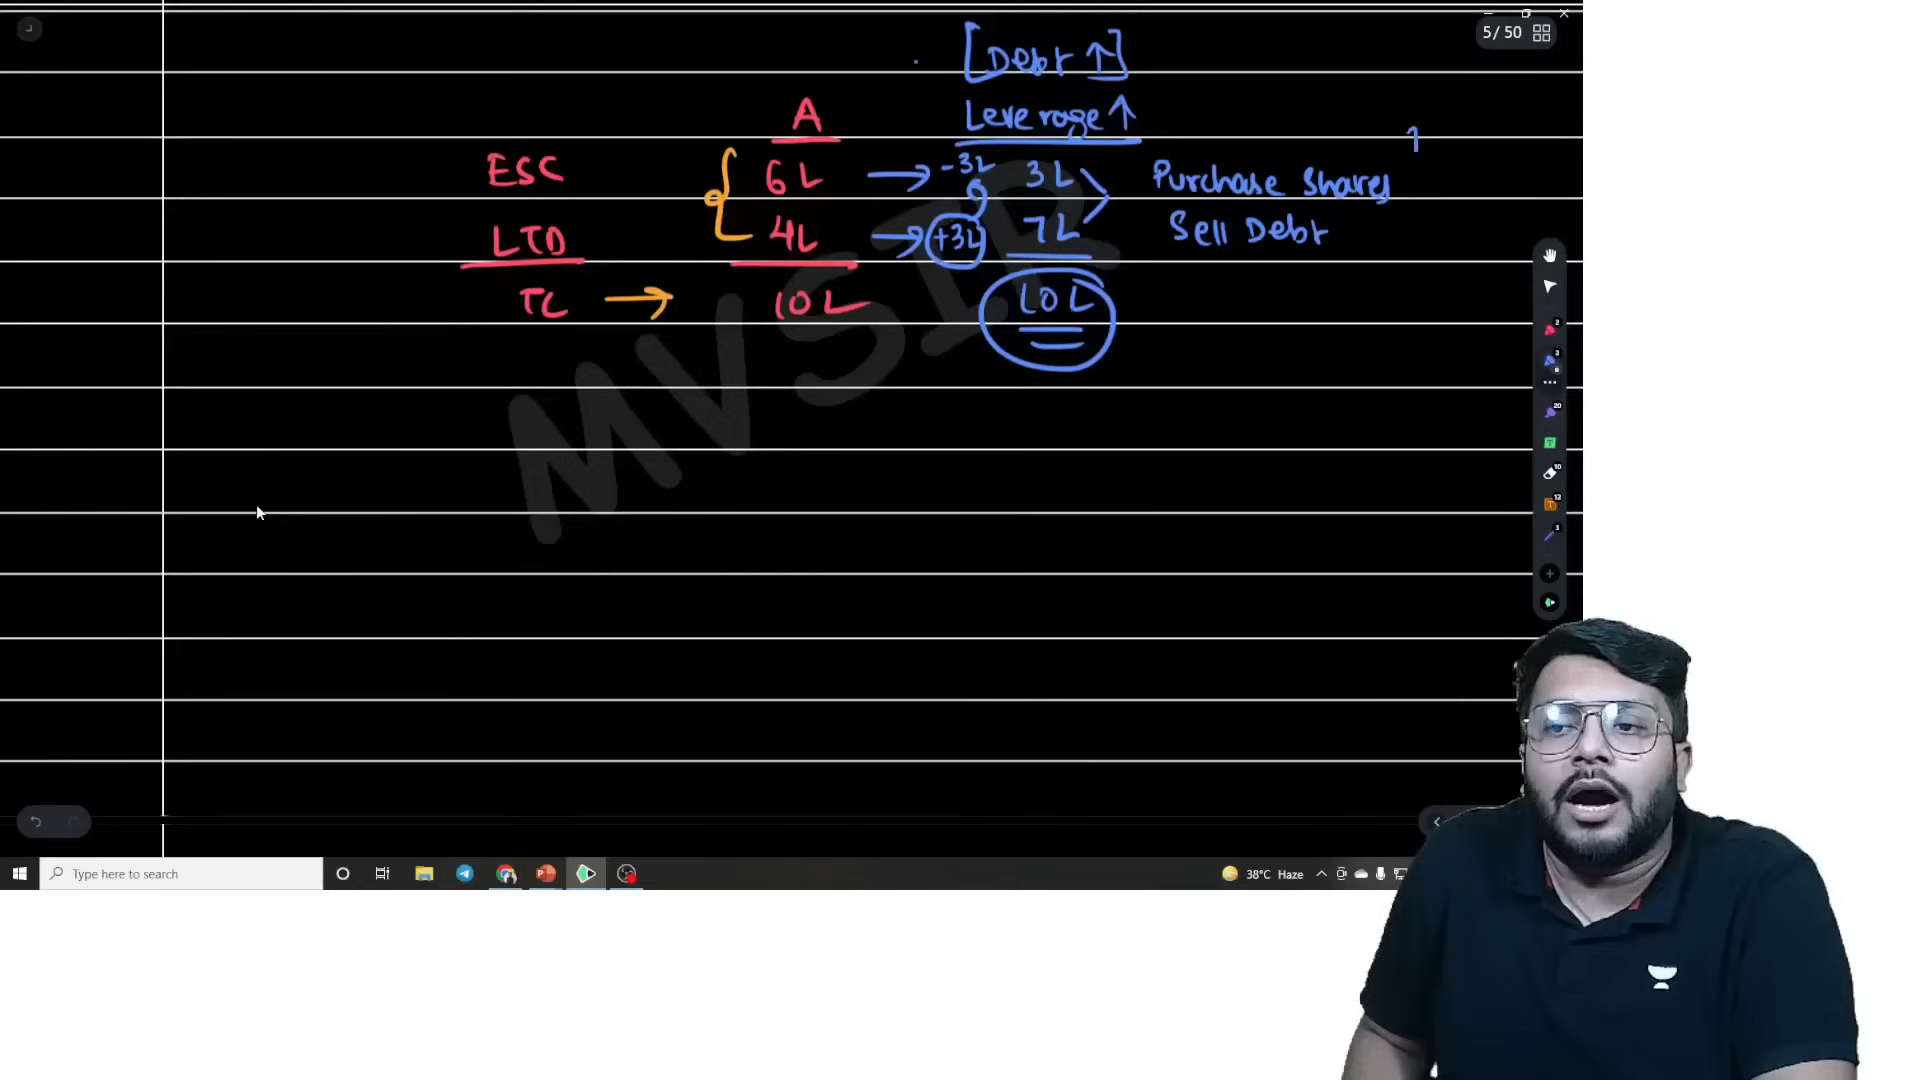 5/50
[Debt ↑]
A
Leverage ↑
ESC 6L → -3L 3L Purchase Shares
LTD 4L → +3L 7L Sell Debt
TC → 10L 10L
MVSIR
Type here to search
38°C Haze